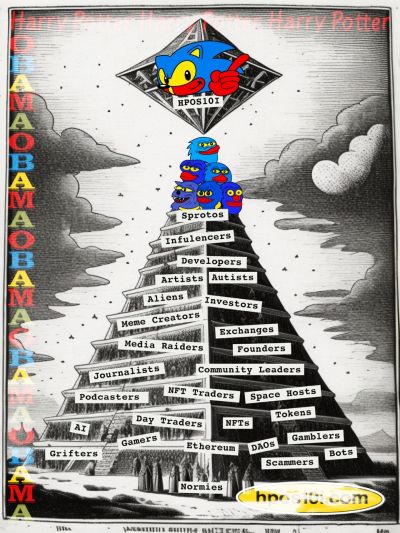 Harry Potter Harry Potter Harry Potter
OBAMAOBAMAOBAMAOBAMAOBAMA
HPOS10I
Sprotos
Infulencers
Developers
Artists Autists
Aliens Investors
Meme Creators
Exchanges
Media Raiders Founders
Journalists Community Leaders
Podcasters NFT Traders Space Hosts
Tokens
Day Traders NFTs
AI Gamblers
Gamers Ethereum DAOs
Grifters Bots
Scammers
Normies
hpos10i.com